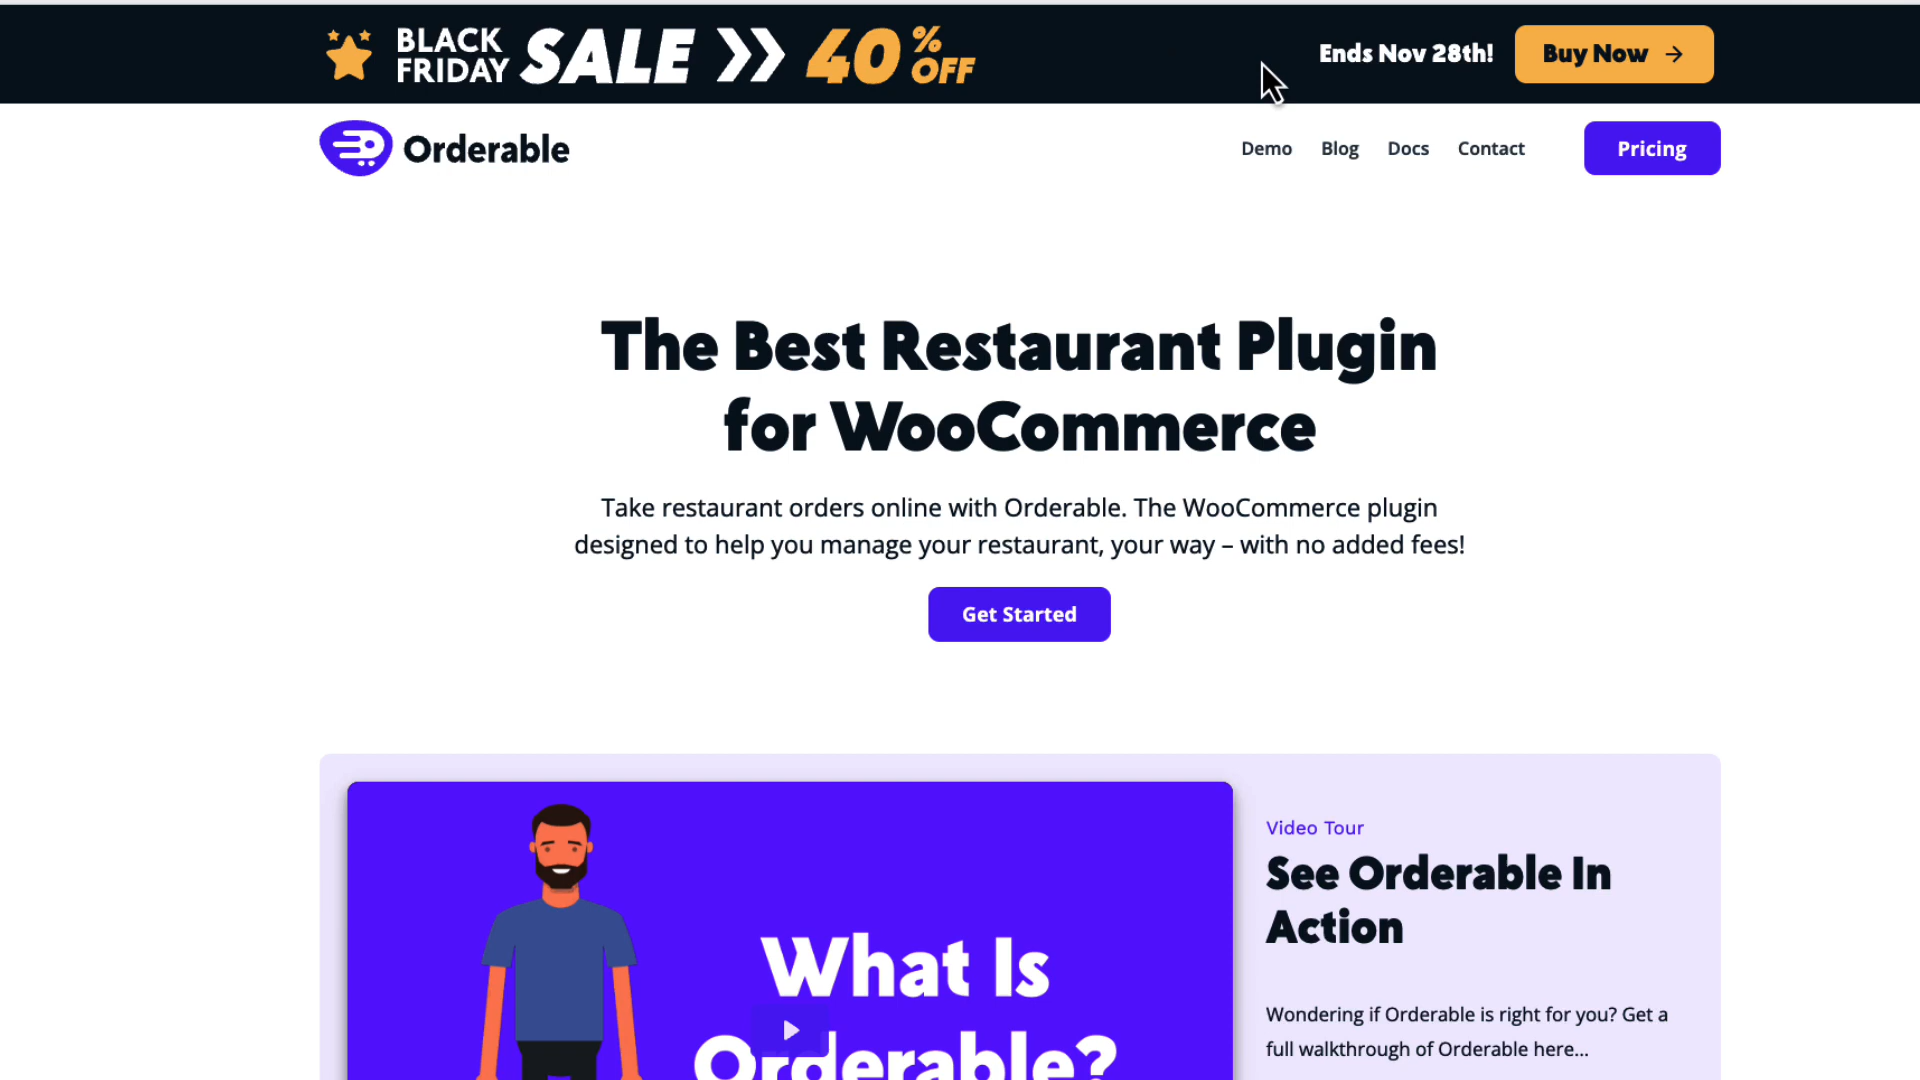 BLACK FRIDAY SALE 40% OFF
Ends Nov 28th!
Buy Now →
Orderable
Demo
Blog
Docs
Contact
Pricing
The Best Restaurant Plugin
for WooCommerce
Take restaurant orders online with Orderable. The WooCommerce plugin
designed to help you manage your restaurant, your way – with no added fees!
Get Started
What Is
Orderable?
Video Tour
See Orderable In
Action
Wondering if Orderable is right for you? Get a
full walkthrough of Orderable here...